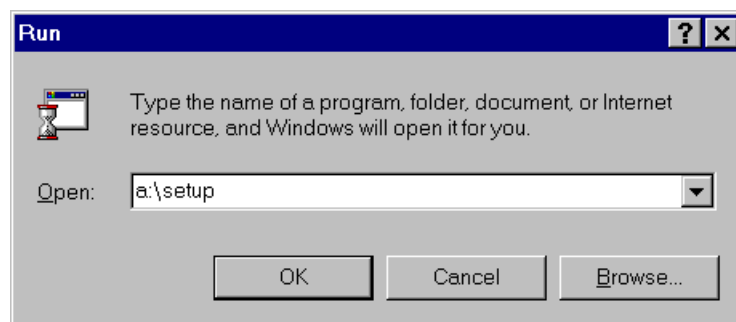 Run
Type the name of a program, folder, document, or Internet
resource, and Windows will open it for you.
Open: a:\setup
OK Cancel Browse...